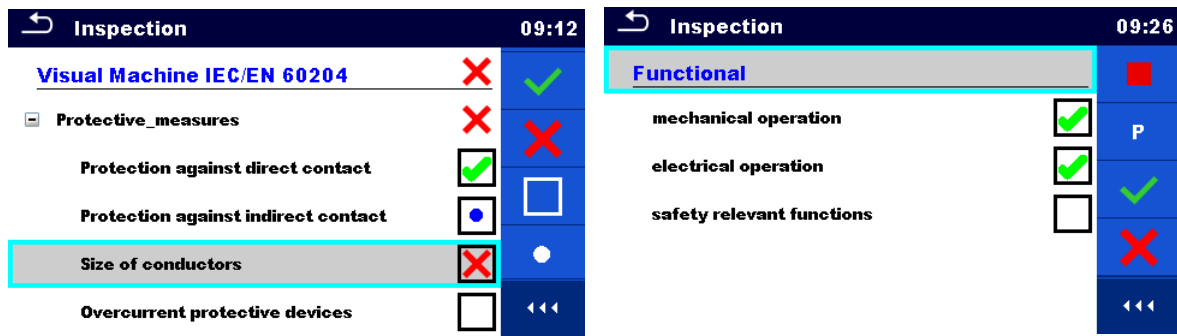 Inspection 09:12
Visual Machine IEC/EN 60204
Protective_measures
Protection against direct contact
Protection against indirect contact
Size of conductors
Overcurrent protective devices
Inspection 09:26
Functional
mechanical operation
P
electrical operation
safety relevant functions